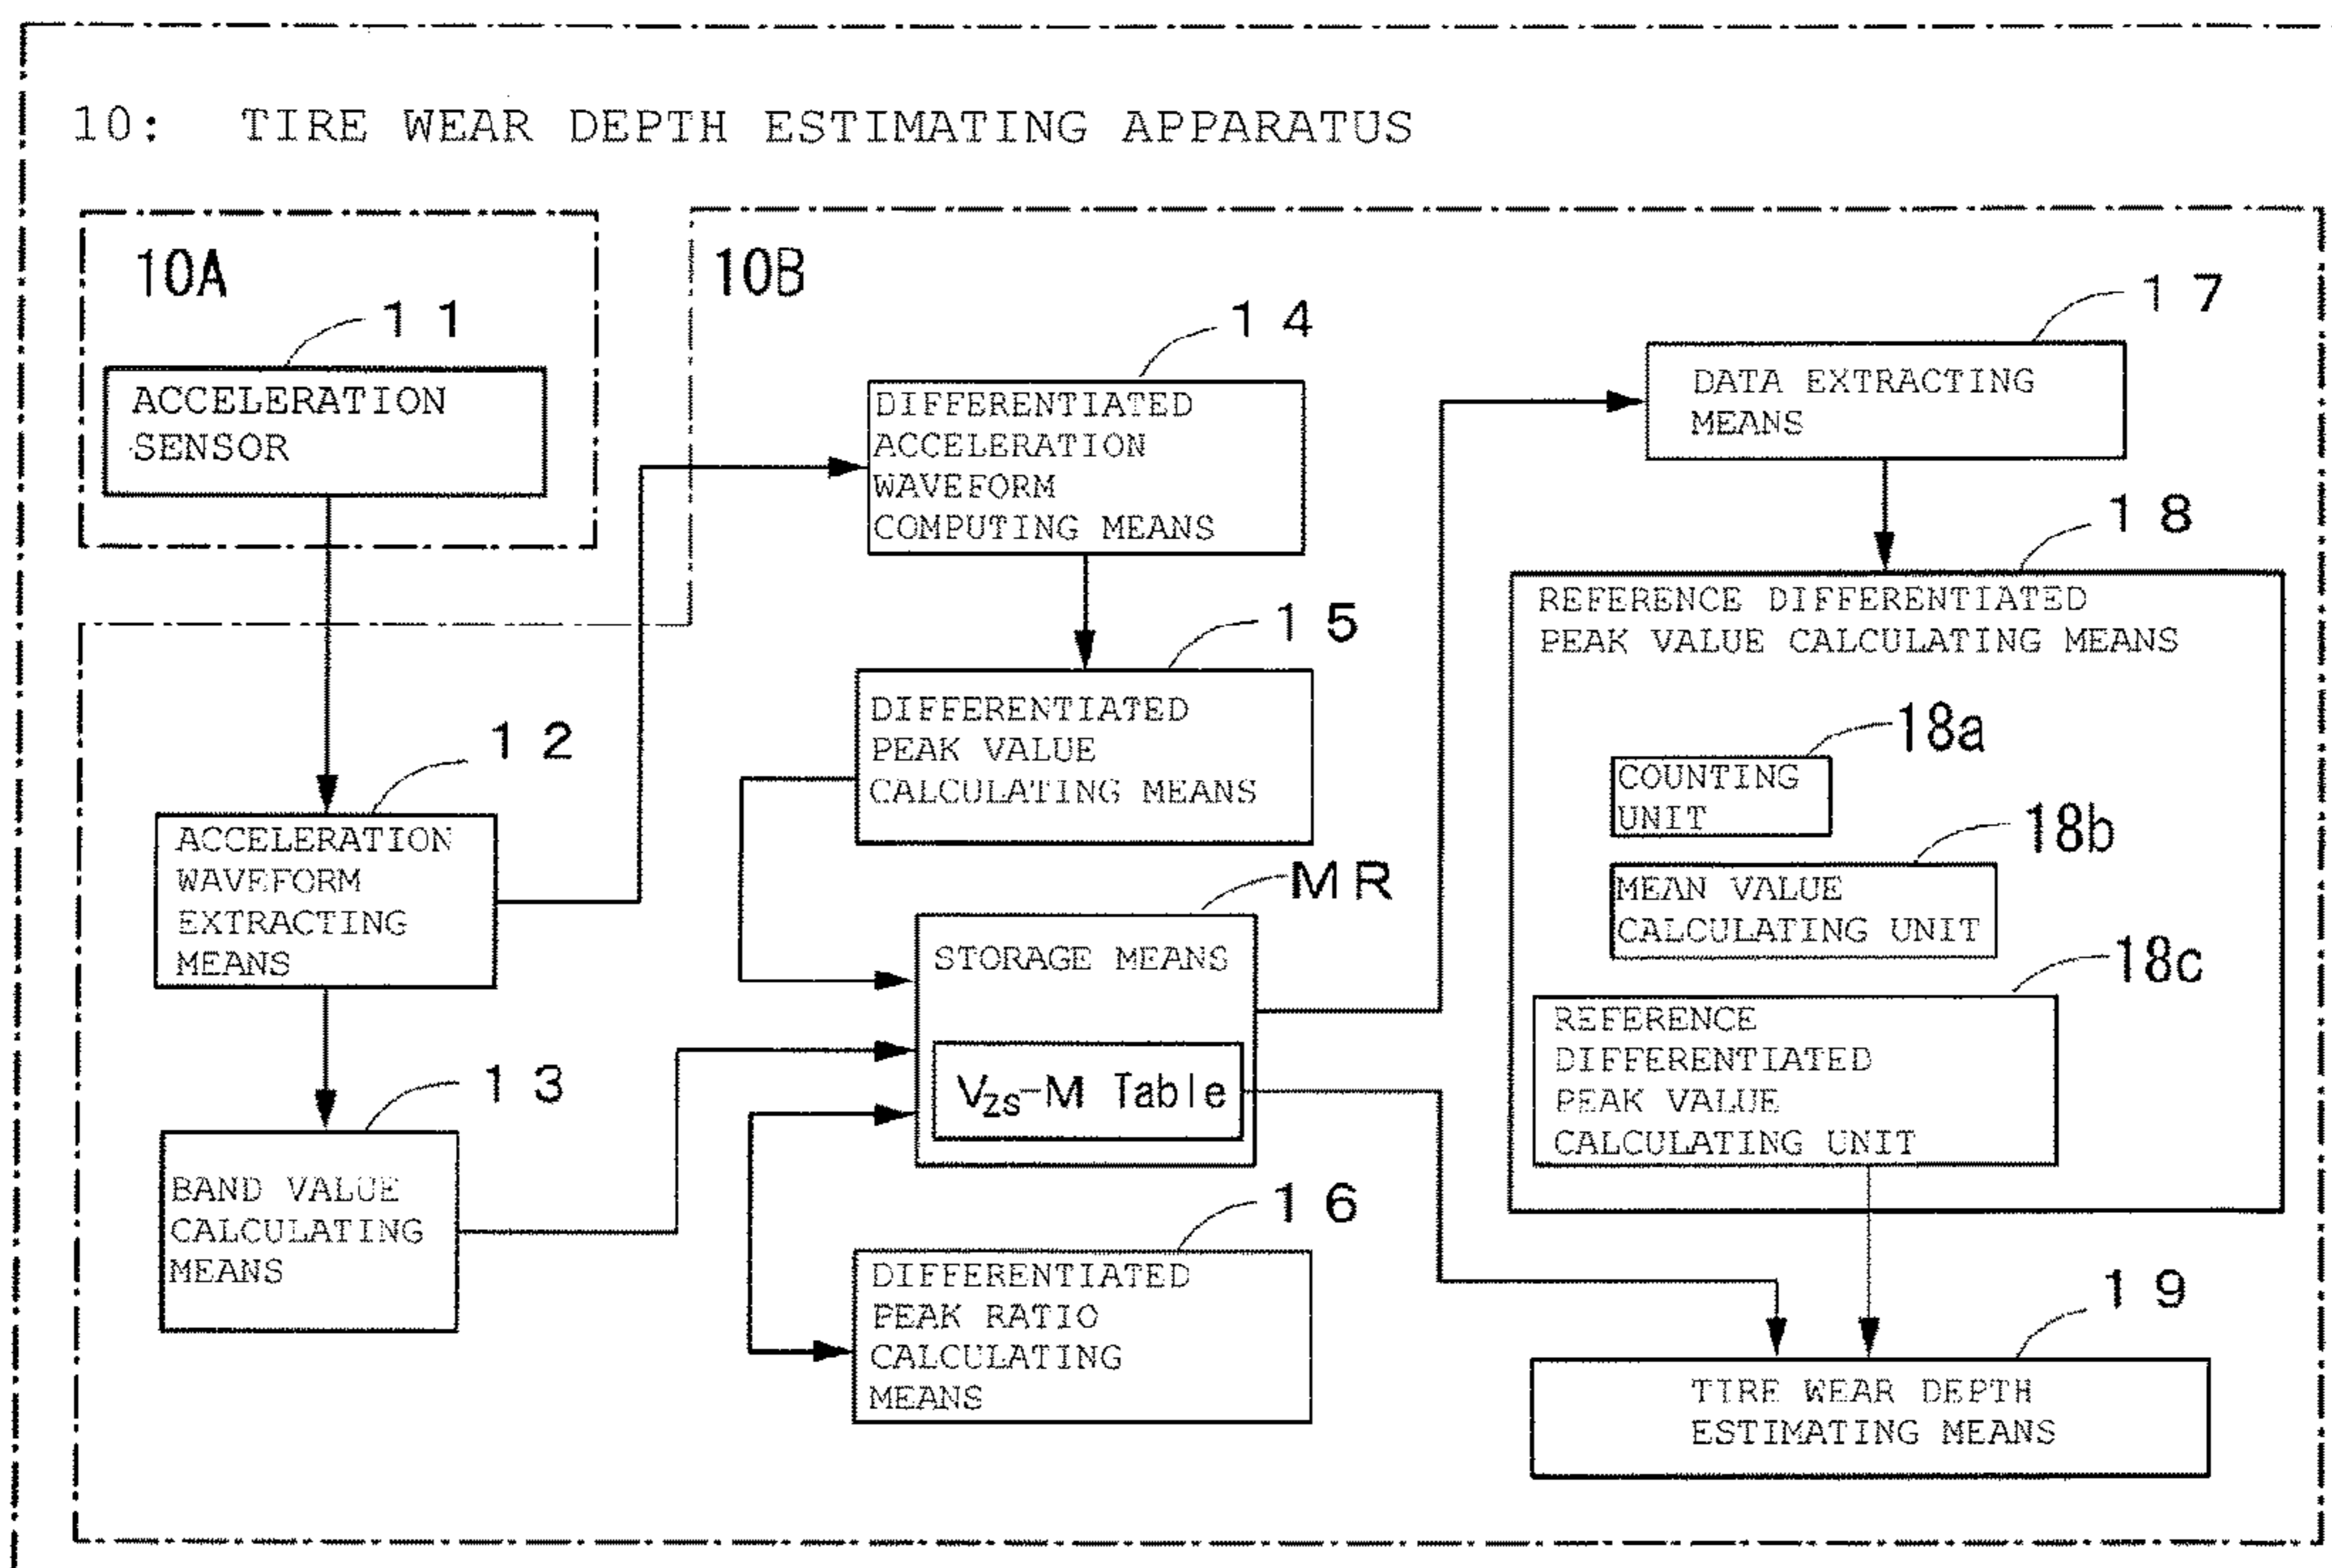 10: TIRE WEAR DEPTH ESTIMATING APPARATUS
10A
11
ACCELERATION
SENSOR
12
ACCELERATION
WAVEFORM
EXTRACTING
MEANS
13
BAND VALUE
CALCULATING
MEANS
10B
14
DIFFERENTIATED
ACCELERATION
WAVEFORM
COMPUTING MEANS
15
DIFFERENTIATED
PEAK VALUE
CALCULATING MEANS
MR
STORAGE MEANS
VZS-M Table
16
DIFFERENTIATED
PEAK RATIO
CALCULATING
MEANS
17
DATA EXTRACTING
MEANS
18
REFERENCE DIFFERENTIATED
PEAK VALUE CALCULATING MEANS
18a
COUNTING
UNIT
18b
MEAN VALUE
CALCULATING UNIT
18c
REFERENCE
DIFFERENTIATED
PEAK VALUE
CALCULATING UNIT
19
TIRE WEAR DEPTH
ESTIMATING MEANS